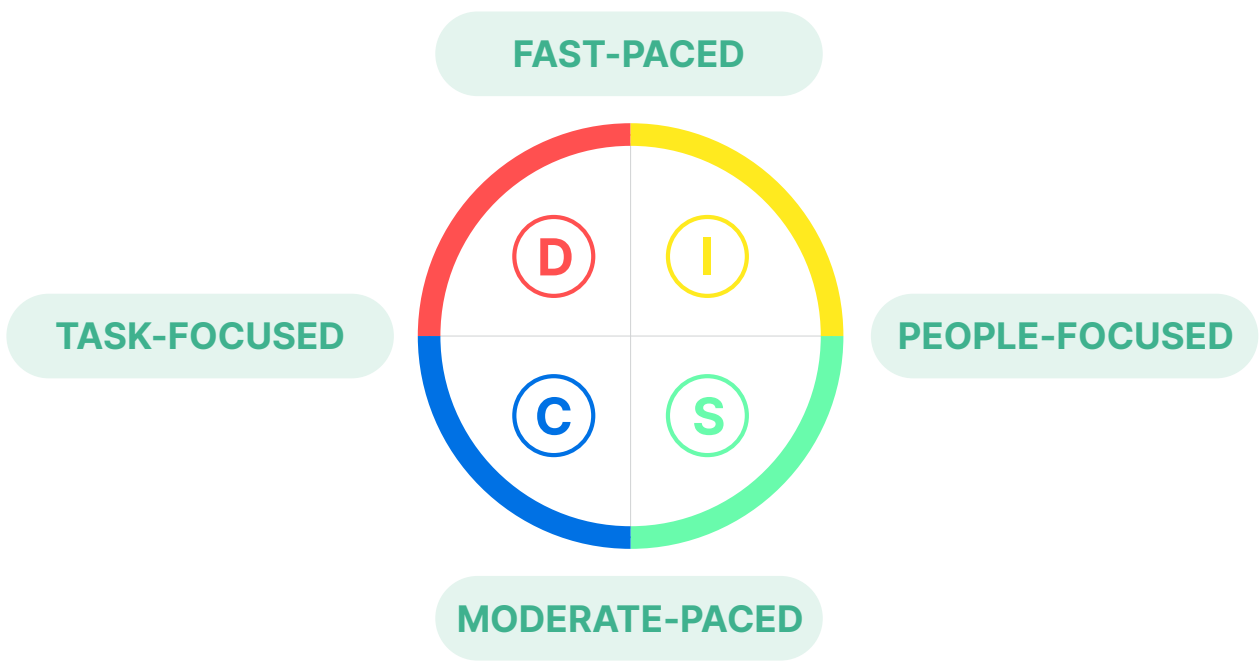 FAST-PACED
D
I
TASK-FOCUSED
PEOPLE-FOCUSED
C
S
MODERATE-PACED